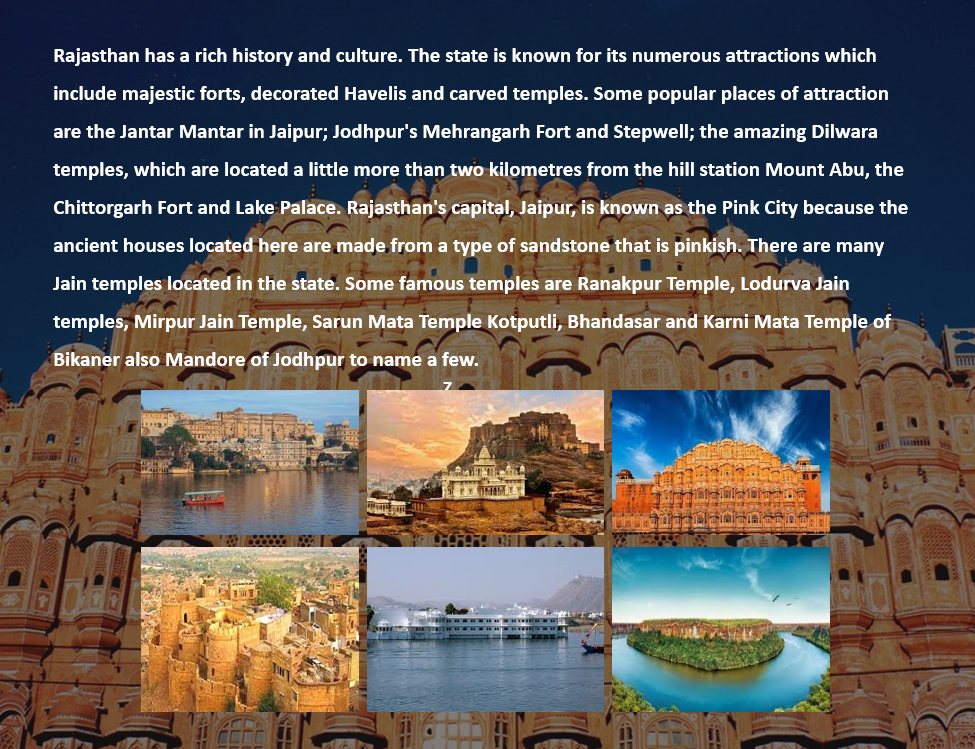 Rajasthan has a rich history and culture. The state is known for its numerous attractions which
include majestic forts, decorated Havelis and carved temples. Some popular places of attraction
are the Jantar Mantar in Jaipur; Jodhpur's Mehrangarh Fort and Stepwell; the amazing Dilwara
temples, which are located a little more than two kilometres from the hill station Mount Abu, the
Chittorgarh Fort and Lake Palace. Rajasthan's capital, Jaipur, is known as the Pink City because the
ancient houses located here are made from a type of sandstone that is pinkish. There are many
Jain temples located in the state. Some famous temples are Ranakpur Temple, Lodurva Jain
temples, Mirpur Jain Temple, Sarun Mata Temple Kotputli, Bhandasar and Karni Mata Temple of
Bikaner also Mandore of Jodhpur to name a few.